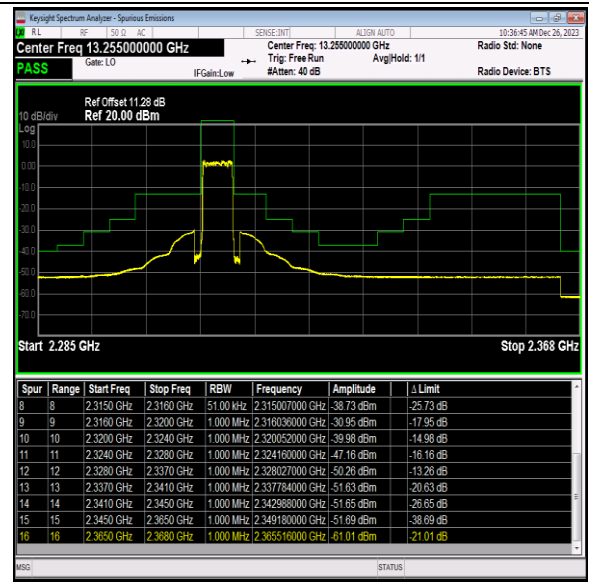 Keysight Spectrum Analyzer - Spurious Emissions
RL RF 50 Ω AC SENSE:INT ALIGN AUTO 10:36:45 AM Dec 26, 2023
Center Freq 13.255000000 GHz Center Freq: 13.255000000 GHz Radio Std: None
Gate: LO Trig: Free Run Avg|Hold: 1/1
PASS IFGain:Low #Atten: 40 dB Radio Device: BTS
Ref Offset 11.28 dB
10 dB/div Ref 20.00 dBm
Log
10.0
0.00
-10.0
-20.0
-30.0
-40.0
-50.0
-60.0
-70.0
Start 2.285 GHz Stop 2.368 GHz
Spur Range Start Freq Stop Freq RBW Frequency Amplitude Δ Limit
8 8 2.3150 GHz 2.3160 GHz 51.00 kHz 2.315007000 GHz -38.73 dBm -25.73 dB
9 9 2.3160 GHz 2.3200 GHz 1.000 MHz 2.316036000 GHz -30.95 dBm -17.95 dB
10 10 2.3200 GHz 2.3240 GHz 1.000 MHz 2.320052000 GHz -39.98 dBm -14.98 dB
11 11 2.3240 GHz 2.3280 GHz 1.000 MHz 2.324160000 GHz -47.16 dBm -16.16 dB
12 12 2.3280 GHz 2.3370 GHz 1.000 MHz 2.328027000 GHz -50.26 dBm -13.26 dB
13 13 2.3370 GHz 2.3410 GHz 1.000 MHz 2.337784000 GHz -51.63 dBm -20.63 dB
14 14 2.3410 GHz 2.3450 GHz 1.000 MHz 2.342988000 GHz -51.65 dBm -26.65 dB
15 15 2.3450 GHz 2.3650 GHz 1.000 MHz 2.349180000 GHz -51.69 dBm -38.69 dB
16 16 2.3650 GHz 2.3680 GHz 1.000 MHz 2.365516000 GHz -61.01 dBm -21.01 dB
MSG STATUS